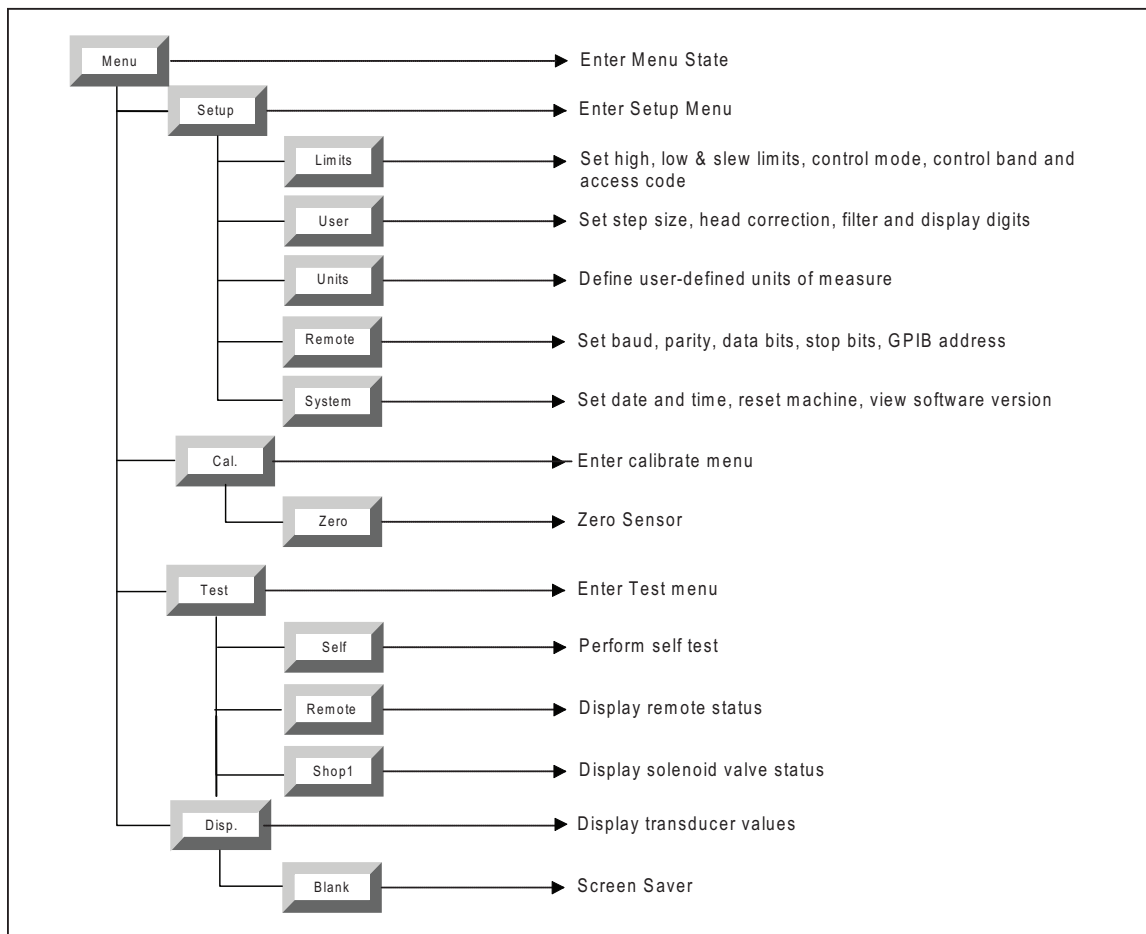 Menu
Enter Menu State
Setup
Enter Setup Menu
Limits
Set high, low & slew limits, control mode, control band and
access code
User
Set step size, head correction, filter and display digits
Units
Define user-defined units of measure
Remote
Set baud, parity, data bits, stop bits, GPIB address
System
Set date and time, reset machine, view software version
Cal.
Enter calibrate menu
Zero
Zero Sensor
Test
Enter Test menu
Self
Perform self test
Remote
Display remote status
Shop1
Display solenoid valve status
Disp.
Display transducer values
Blank
Screen Saver